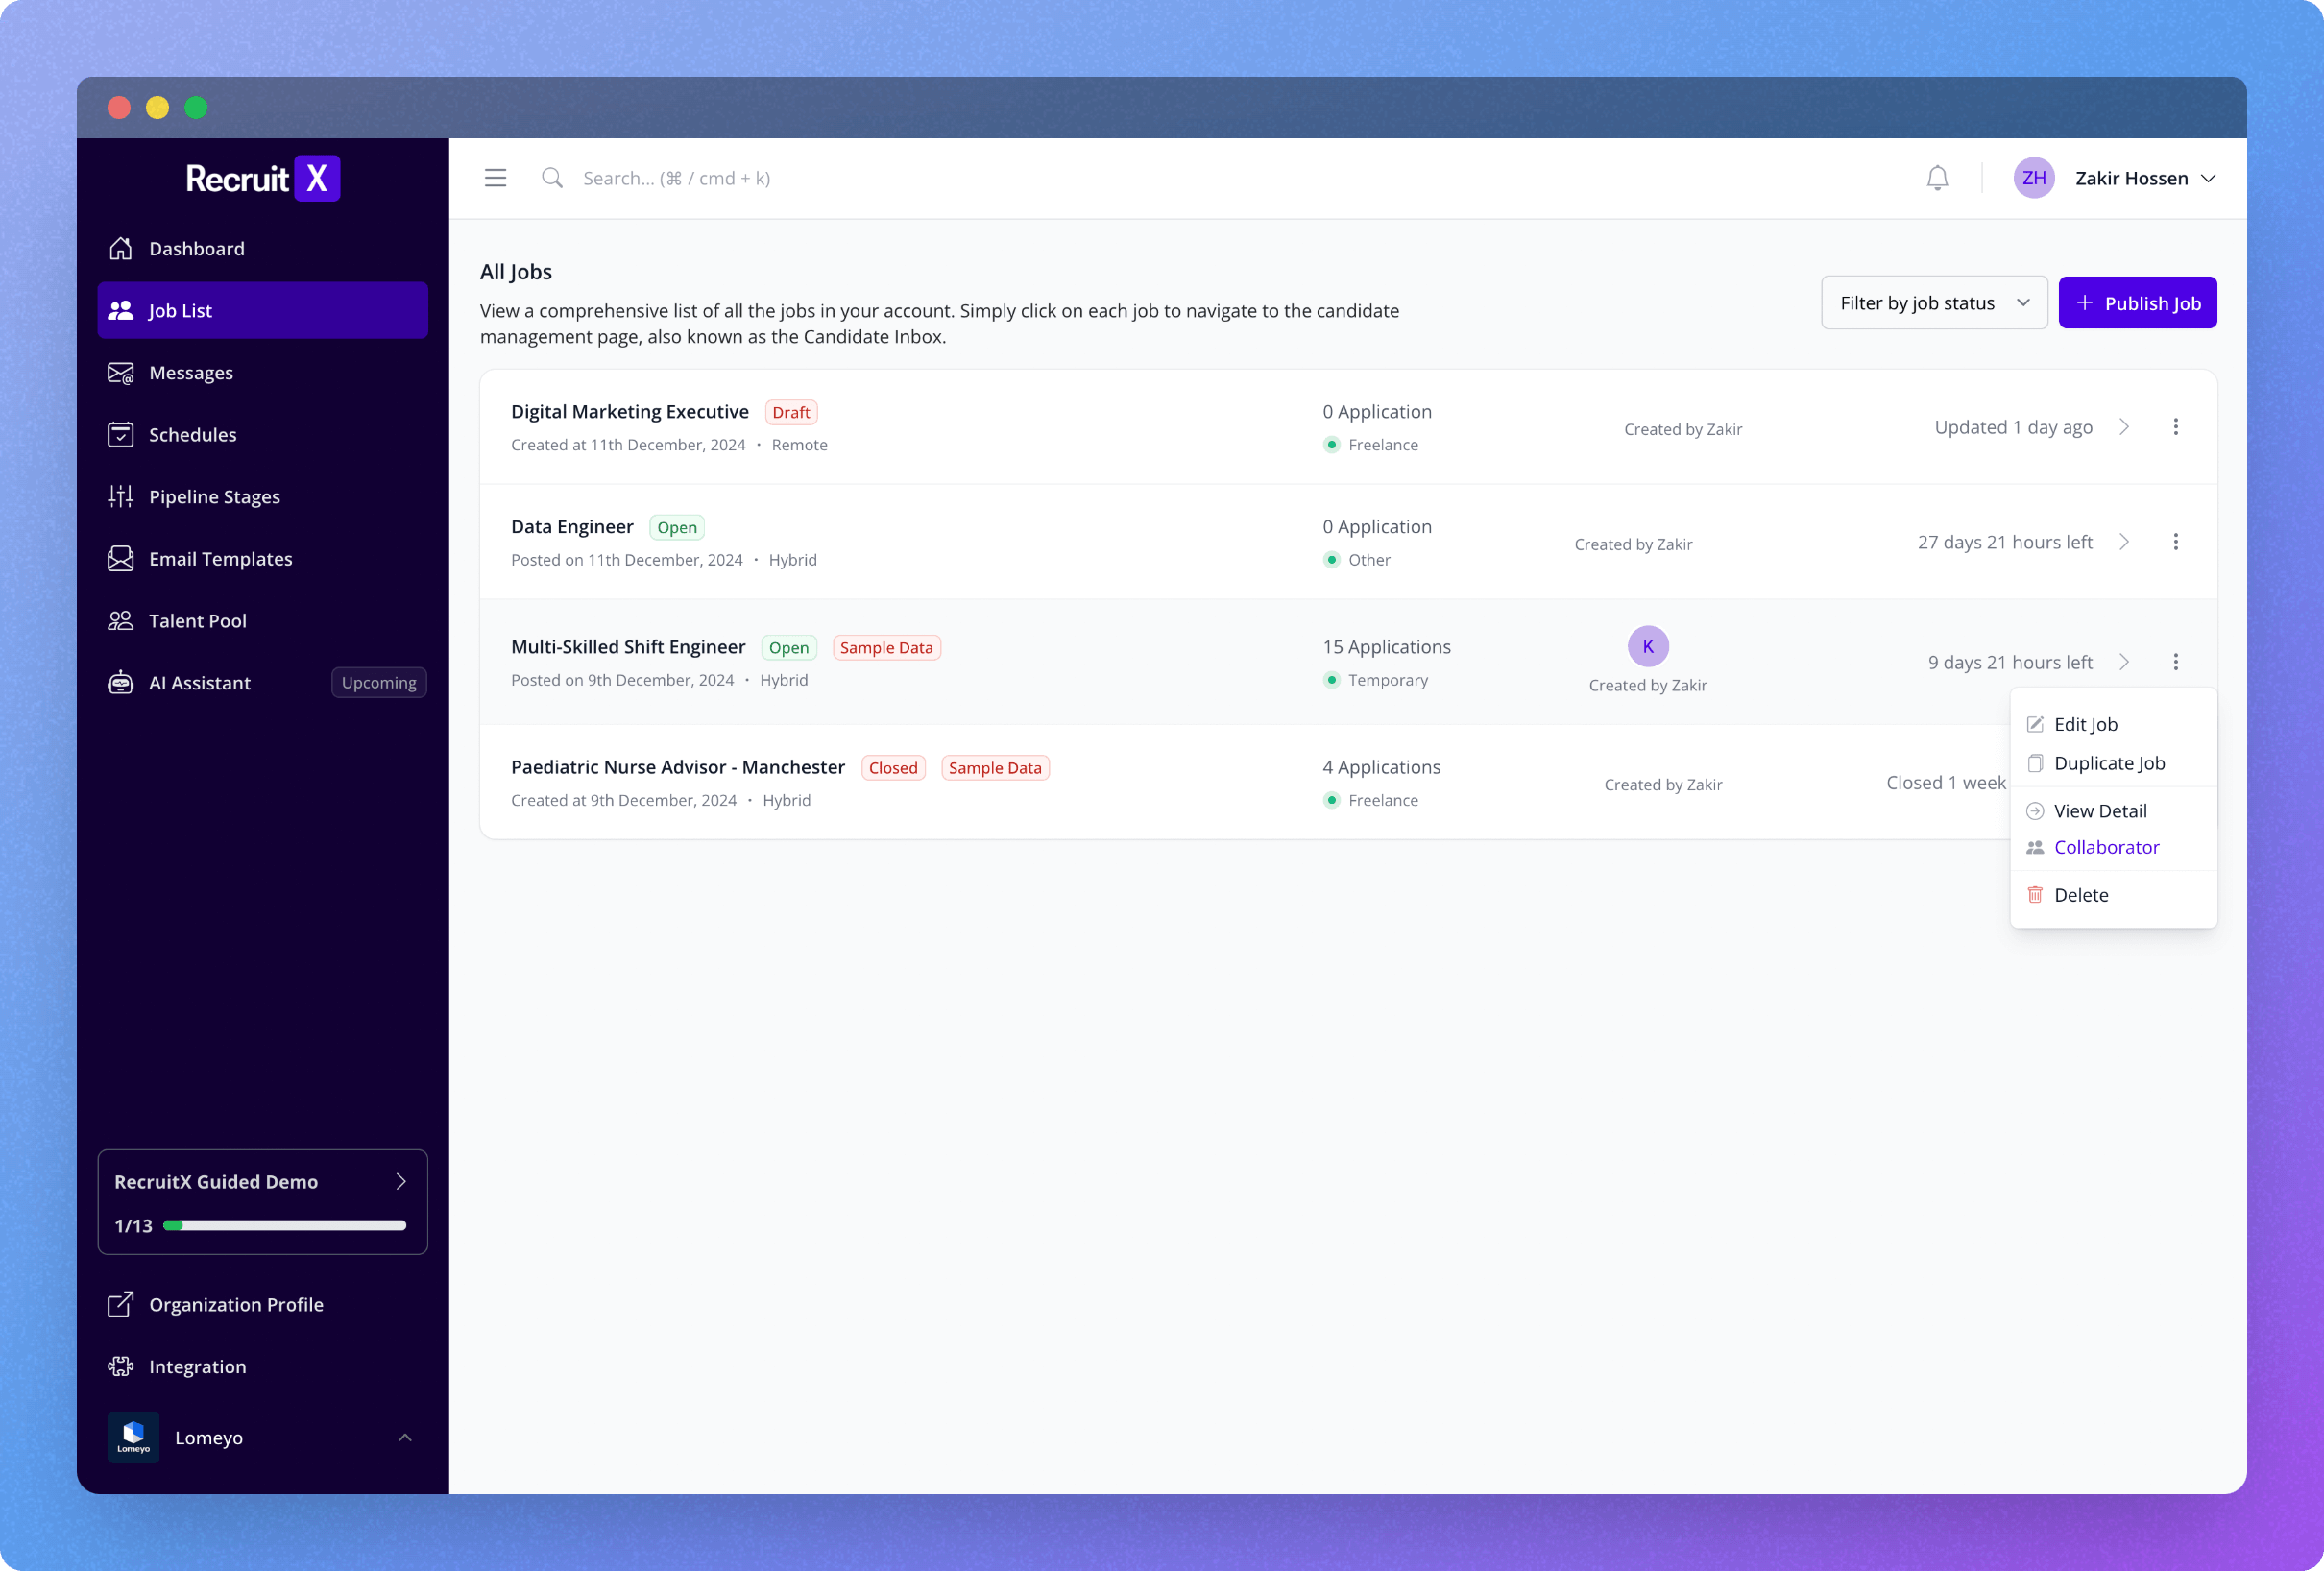 Recruit X
Dashboard
Job List
Messages
Schedules
Pipeline Stages
Email Templates
Talent Pool
AI Assistant Upcoming
RecruitX Guided Demo
1/13
Organization Profile
Integration
Lomeyo
Lomeyo
Search... (⌘ / cmd + k)
ZH Zakir Hossen
All Jobs
View a comprehensive list of all the jobs in your account. Simply click on each job to navigate to the candidate
management page, also known as the Candidate Inbox.
Filter by job status
+ Publish Job
Digital Marketing Executive Draft
Created at 11th December, 2024 • Remote
0 Application
Freelance
Created by Zakir
Updated 1 day ago
Data Engineer Open
Posted on 11th December, 2024 • Hybrid
0 Application
Other
Created by Zakir
27 days 21 hours left
Multi-Skilled Shift Engineer Open Sample Data
Posted on 9th December, 2024 • Hybrid
15 Applications
Temporary
K
Created by Zakir
9 days 21 hours left
Paediatric Nurse Advisor - Manchester Closed Sample Data
Created at 9th December, 2024 • Hybrid
4 Applications
Freelance
Created by Zakir
Closed 1 week
Edit Job
Duplicate Job
View Detail
Collaborator
Delete